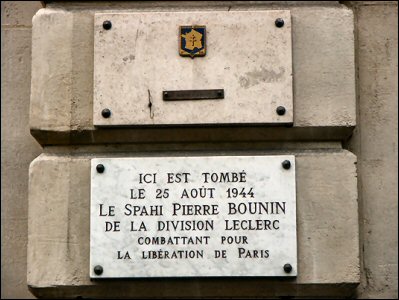 ICI EST TOMBÉ
LE 25 AOÛT 1944
LE SPAHI PIERRE BOUNIN
DE LA DIVISION LECLERC
COMBATTANT POUR
LA LIBÉRATION DE PARIS